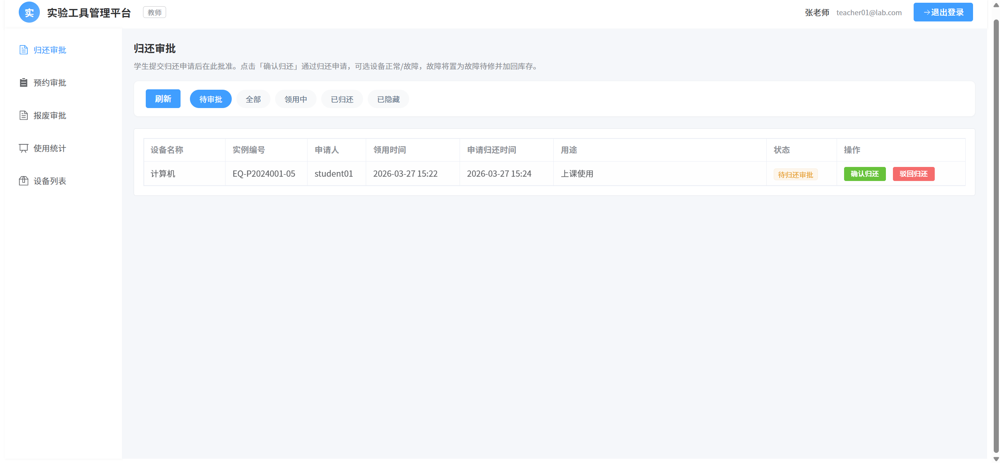 实 实验工具管理平台 教师 张老师 teacher01@lab.com 退出登录
归还审批
预约审批
报废审批
使用统计
设备列表
归还审批
学生提交归还申请后在此批准。点击「确认归还」通过归还申请，可选设备正常/故障，故障将置为故障待修并加回库存。
刷新 待审批 全部 领用中 已归还 已隐藏
设备名称 实例编号 申请人 领用时间 申请归还时间 用途 状态 操作
计算机 EQ-P2024001-05 student01 2026-03-27 15:22 2026-03-27 15:24 上课使用 待归还审批 确认归还 驳回归还